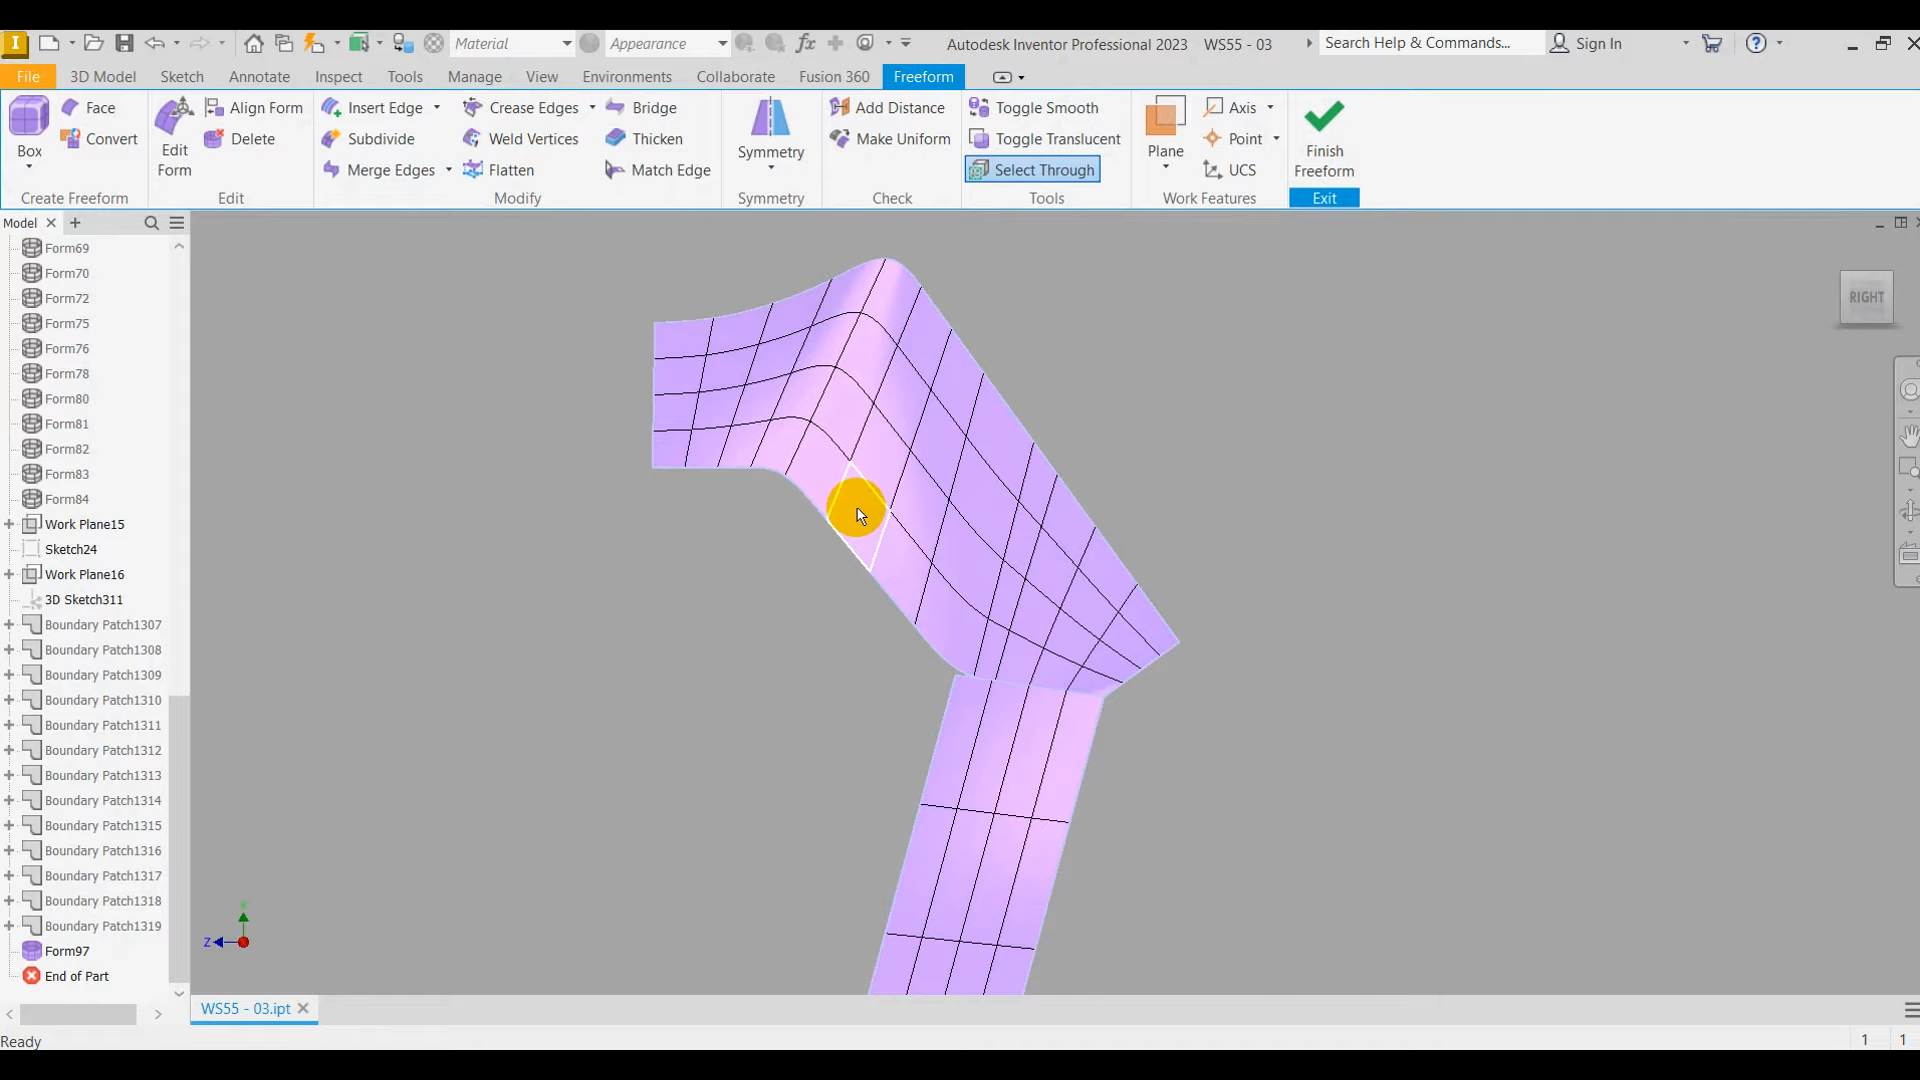 Material
Appearance
fx
Autodesk Inventor Professional 2023 WS55 - 03
Search Help & Commands...
Sign In
File
3D Model
Sketch
Annotate
Inspect
Tools
Manage
View
Environments
Collaborate
Fusion 360
Freeform
Box
Face
Convert
Create Freeform
Edit Form
Align Form
Delete
Edit
Insert Edge
Subdivide
Merge Edges
Crease Edges
Weld Vertices
Flatten
Bridge
Thicken
Match Edge
Modify
Symmetry
Symmetry
Add Distance
Make Uniform
Check
Toggle Smooth
Toggle Translucent
Select Through
Tools
Plane
Axis
Point
UCS
Work Features
Finish
Freeform
Exit
Model
Form69
Form70
Form72
Form75
Form76
Form78
Form80
Form81
Form82
Form83
Form84
Work Plane15
Sketch24
Work Plane16
3D Sketch311
Boundary Patch1307
Boundary Patch1308
Boundary Patch1309
Boundary Patch1310
Boundary Patch1311
Boundary Patch1312
Boundary Patch1313
Boundary Patch1314
Boundary Patch1315
Boundary Patch1316
Boundary Patch1317
Boundary Patch1318
Boundary Patch1319
Form97
End of Part
RIGHT
Z
WS55 - 03.ipt
Ready
1 1